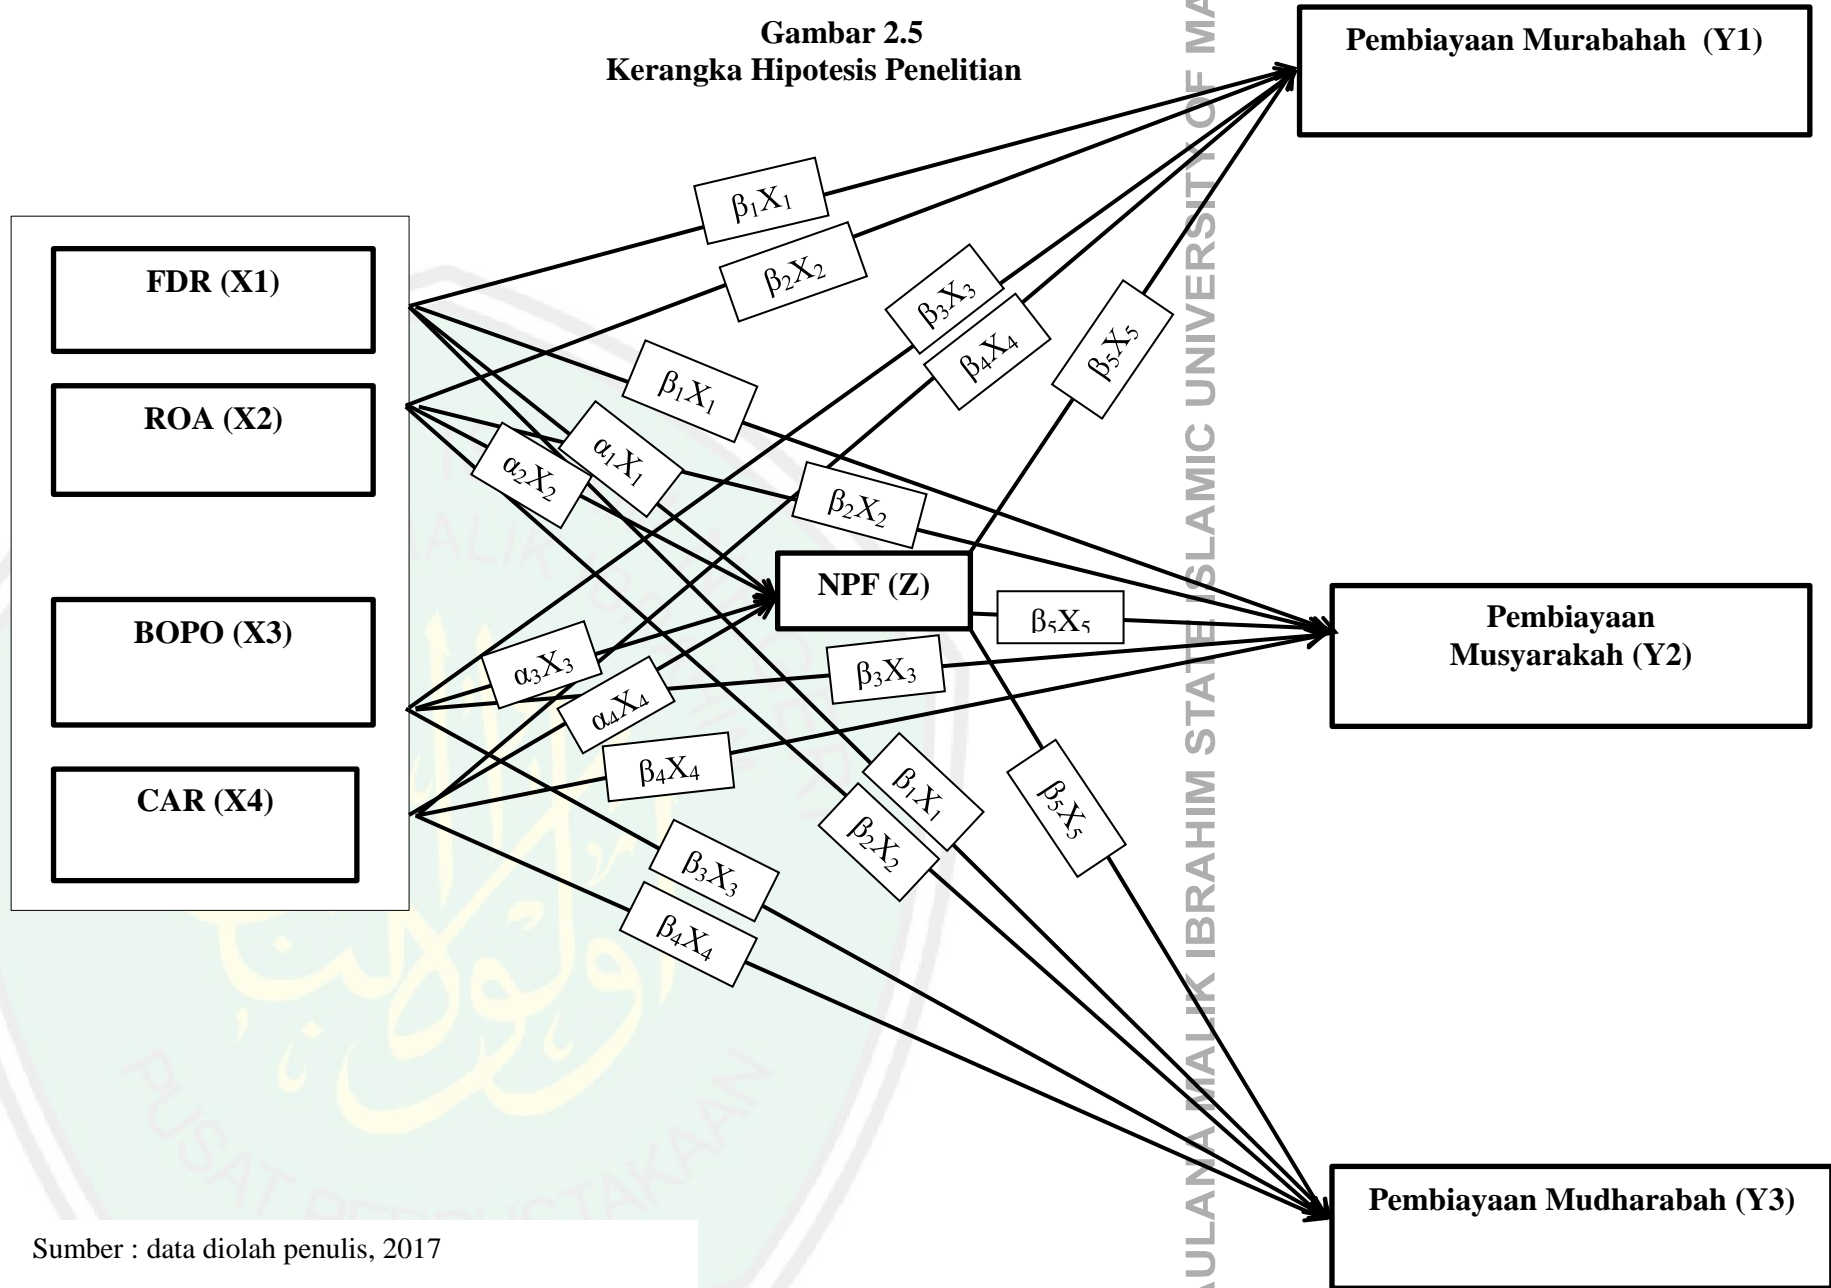 Gambar 2.5
Kerangka Hipotesis Penelitian
Pembiayaan Murabahah (Y1)
β₁X₁
β₂X₂
FDR (X1)
β₃X₃
β₄X₄
β₅X₅
β₁X₁
ROA (X2)
α₁X₁
α₂X₂
β₂X₂
NPF (Z)
β₅X₅
Pembiayaan
Musyarakah (Y2)
BOPO (X3)
α₃X₃
β₃X₃
α₄X₄
β₄X₄
CAR (X4)
β₁X₁
β₂X₂
β₅X₅
β₃X₃
β₄X₄
Pembiayaan Mudharabah (Y3)
Sumber : data diolah penulis, 2017
AULANA MALIK IBRAHIM STATE ISLAMIC UNIVERSITY OF MA
PUSAT PERPUSTAKAAN